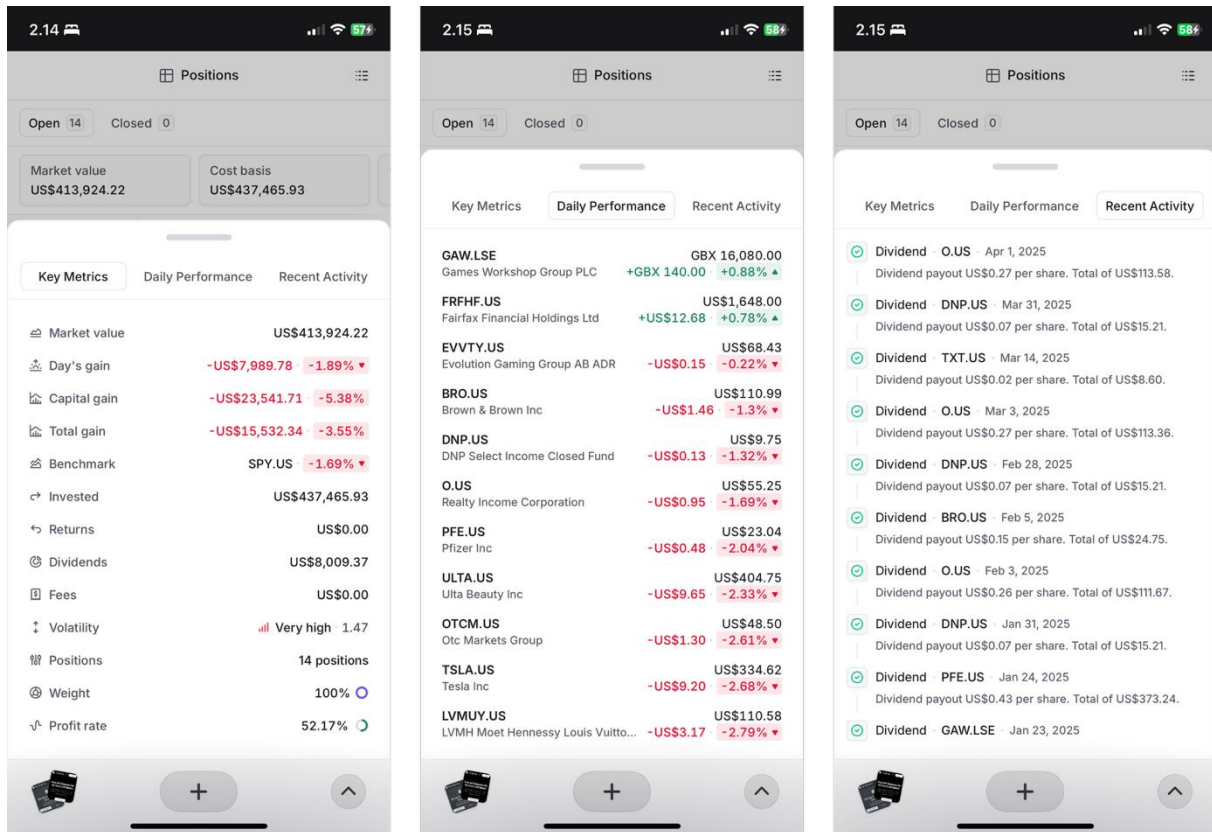 2.14
57
Positions
Open 14 Closed 0
Market value
US$413,924.22
Cost basis
US$437,465.93
Key Metrics Daily Performance Recent Activity
Market value US$413,924.22
Day's gain -US$7,989.78 · -1.89% ▼
Capital gain -US$23,541.71 · -5.38%
Total gain -US$15,532.34 · -3.55%
Benchmark SPY.US · -1.69% ▼
Invested US$437,465.93
Returns US$0.00
Dividends US$8,009.37
Fees US$0.00
Volatility Very high · 1.47
Positions 14 positions
Weight 100%
Profit rate 52.17%
+
2.15
58
Positions
Open 14 Closed 0
Key Metrics Daily Performance Recent Activity
GAW.LSE GBX 16,080.00
Games Workshop Group PLC +GBX 140.00 · +0.88% ▲
FRFHF.US US$1,648.00
Fairfax Financial Holdings Ltd +US$12.68 · +0.78% ▲
EVVTY.US US$68.43
Evolution Gaming Group AB ADR -US$0.15 · -0.22% ▼
BRO.US US$110.99
Brown & Brown Inc -US$1.46 · -1.3% ▼
DNP.US US$9.75
DNP Select Income Closed Fund -US$0.13 · -1.32% ▼
O.US US$55.25
Realty Income Corporation -US$0.95 · -1.69% ▼
PFE.US US$23.04
Pfizer Inc -US$0.48 · -2.04% ▼
ULTA.US US$404.75
Ulta Beauty Inc -US$9.65 · -2.33% ▼
OTCM.US US$48.50
Otc Markets Group -US$1.30 · -2.61% ▼
TSLA.US US$334.62
Tesla Inc -US$9.20 · -2.68% ▼
LVMUY.US US$110.58
LVMH Moet Hennessy Louis Vuitto... -US$3.17 · -2.79% ▼
+
2.15
58
Positions
Open 14 Closed 0
Key Metrics Daily Performance Recent Activity
Dividend · O.US · Apr 1, 2025
Dividend payout US$0.27 per share. Total of US$113.58.
Dividend · DNP.US · Mar 31, 2025
Dividend payout US$0.07 per share. Total of US$15.21.
Dividend · TXT.US · Mar 14, 2025
Dividend payout US$0.02 per share. Total of US$8.60.
Dividend · O.US · Mar 3, 2025
Dividend payout US$0.27 per share. Total of US$113.36.
Dividend · DNP.US · Feb 28, 2025
Dividend payout US$0.07 per share. Total of US$15.21.
Dividend · BRO.US · Feb 5, 2025
Dividend payout US$0.15 per share. Total of US$24.75.
Dividend · O.US · Feb 3, 2025
Dividend payout US$0.26 per share. Total of US$111.67.
Dividend · DNP.US · Jan 31, 2025
Dividend payout US$0.07 per share. Total of US$15.21.
Dividend · PFE.US · Jan 24, 2025
Dividend payout US$0.43 per share. Total of US$373.24.
Dividend · GAW.LSE · Jan 23, 2025
+